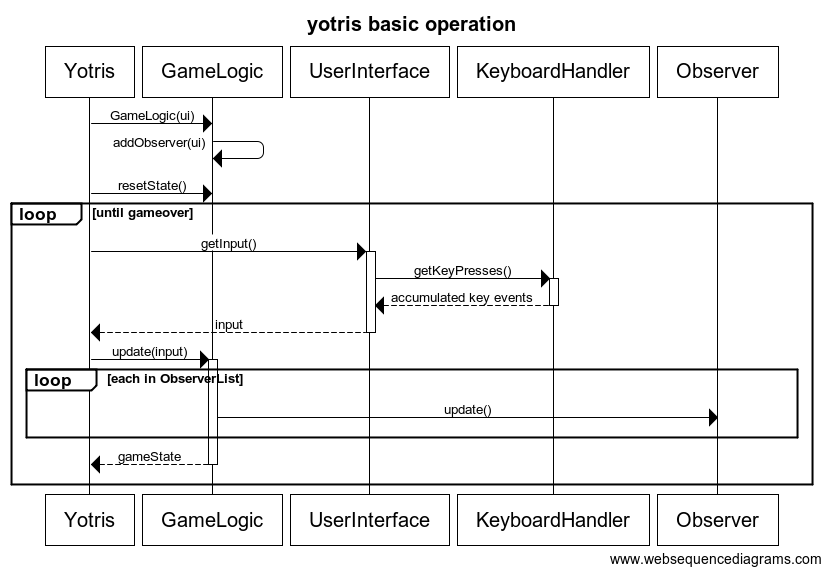 yotris basic operation
Yotris GameLogic UserInterface KeyboardHandler Observer
GameLogic(ui)
addObserver(ui)
resetState()
loop [until gameover]
getInput()
getKeyPresses()
accumulated key events
input
update(input)
loop [each in ObserverList]
update()
gameState
Yotris GameLogic UserInterface KeyboardHandler Observer
www.websequencediagrams.com